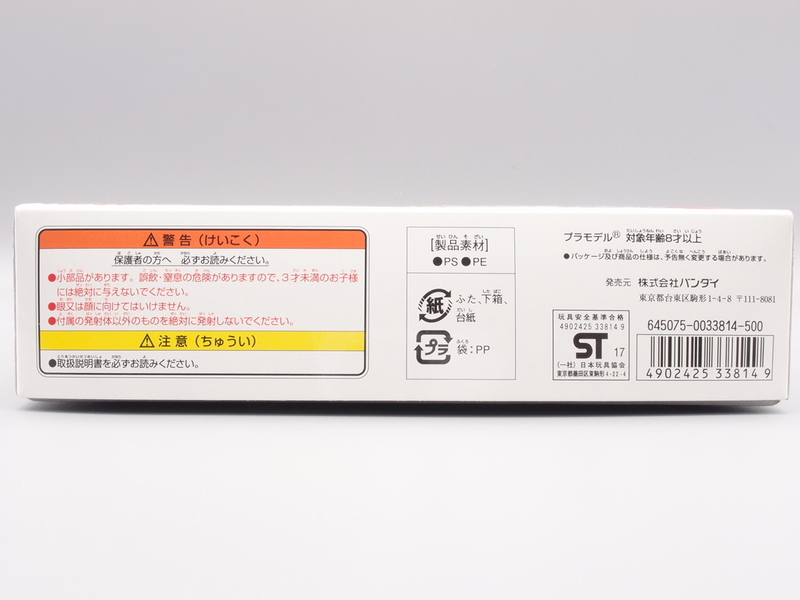 警告（けいこく）
保護者の方へ 必ずお読みください。
●小部品があります。誤飲・窒息の危険がありますので、３才未満のお子様
には絶対に与えないでください。
●眼又は顔に向けてはいけません。
●付属の発射体以外のものを絶対に発射しないでください。
注意（ちゅうい）
●取扱説明書を必ずお読みください。
[製品素材]
●PS ●PE
紙
ふた、下箱、
台紙
プラ
袋：PP
プラモデル® 対象年齢8才以上
●パッケージ及び商品の仕様は、予告無く変更する場合があります。
発売元 株式会社バンダイ
東京都台東区駒形1-4-8 〒111-8081
玩具安全基準合格
4902425 33814 9
ST 17
(一社) 日本玩具協会
東京都墨田区東駒形4-22-4
645075-0033814-500
4 902425 338149